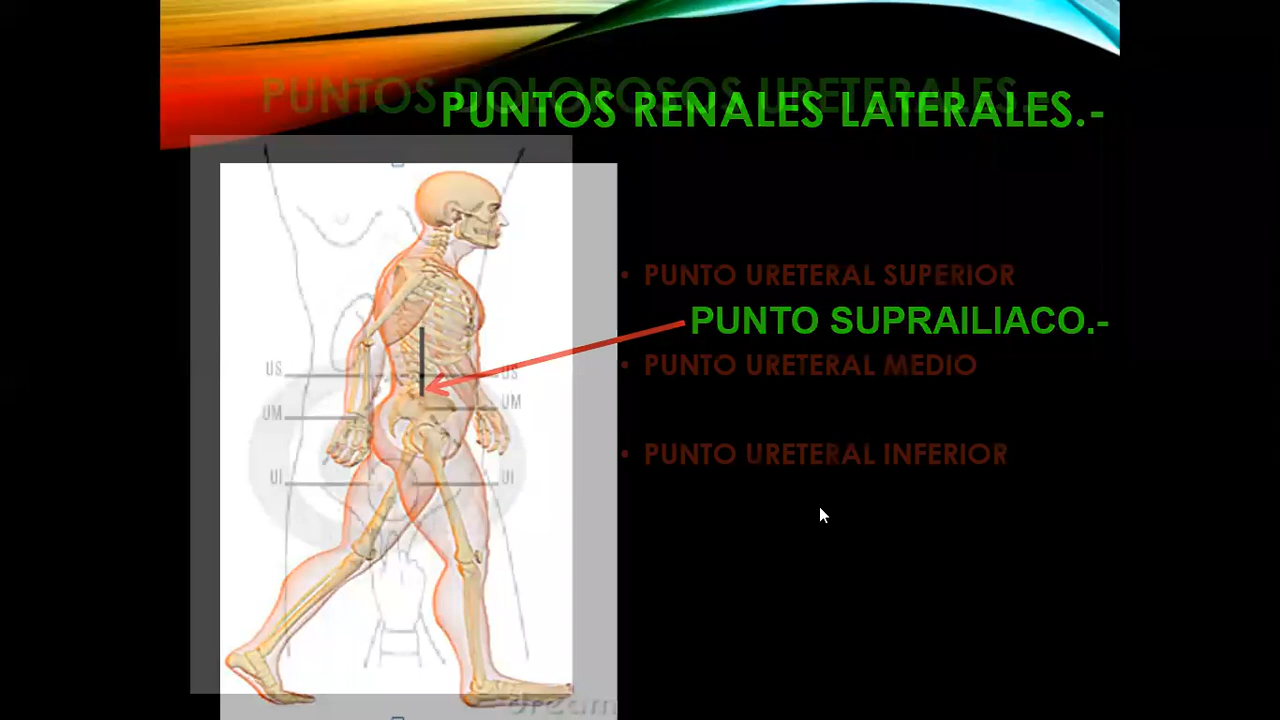 PUNTOS DOLOROSOS URETERALES.-
PUNTOS RENALES LATERALES.-
PUNTO URETERAL SUPERIOR
PUNTO SUPRAILIACO.-
PUNTO URETERAL MEDIO
PUNTO URETERAL INFERIOR
US
US
UM
UM
UI
UI
dream